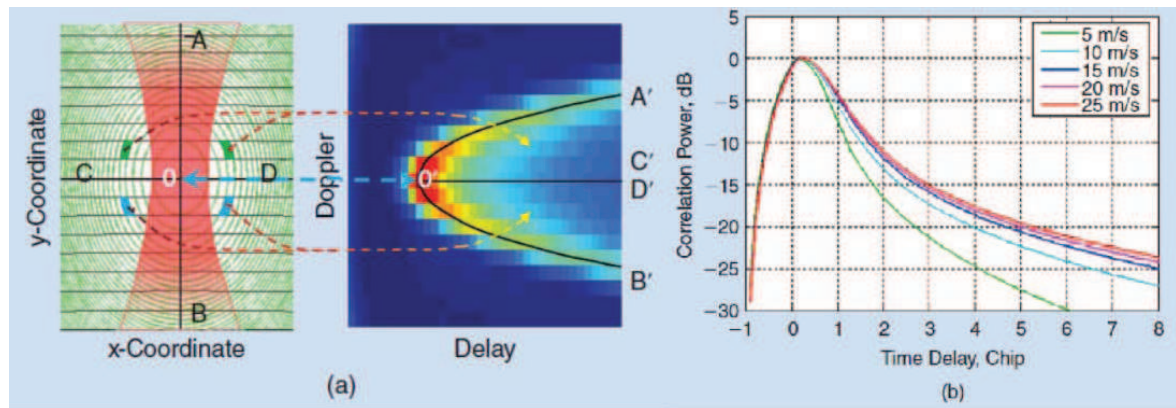 A
y-Coordinate
C
0
D
B
x-Coordinate
Doppler
A′
C′
O′
D′
B′
Delay
(a)
Correlation Power, dB
5
0
−5
−10
−15
−20
−25
−30
−1 0 1 2 3 4 5 6 7 8
Time Delay, Chip
5 m/s
10 m/s
15 m/s
20 m/s
25 m/s
(b)